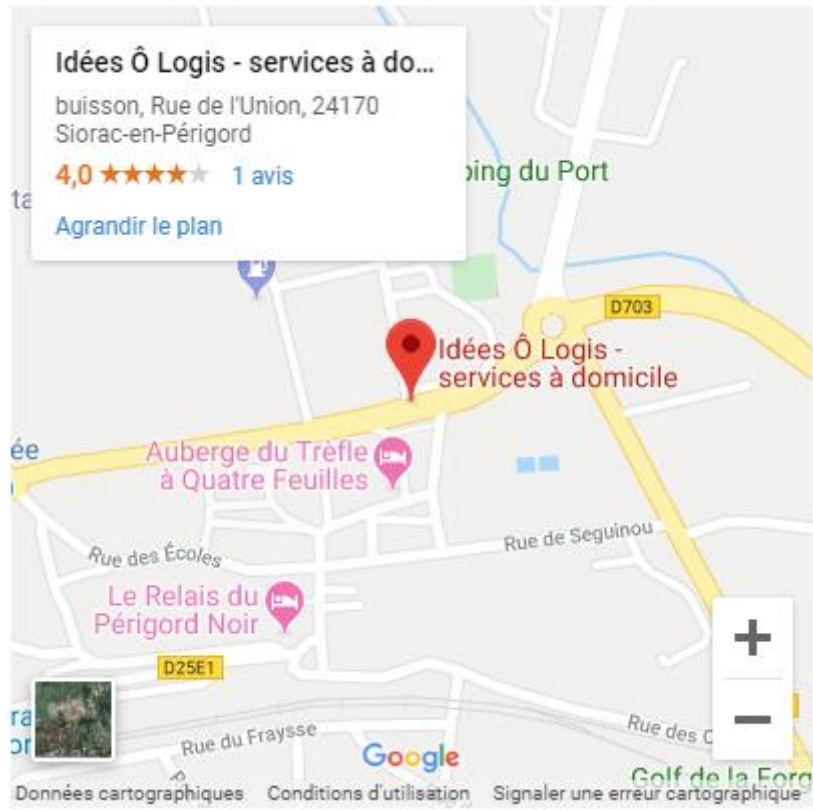 Idées Ô Logis - services à do...
buisson, Rue de l'Union, 24170
Siorac-en-Périgord
4,0 ★★★★★ 1 avis
Agrandir le plan
ping du Port
D703
Idées Ô Logis -
services à domicile
ée
Auberge du Trèfle
à Quatre Feuilles
Rue de Seguinou
Rue des Écoles
Le Relais du
Périgord Noir
D25E1
+
−
Rue du Fraysse
Rue des C
Google
Golf de la Forg
Données cartographiques
Conditions d'utilisation
Signaler une erreur cartographique